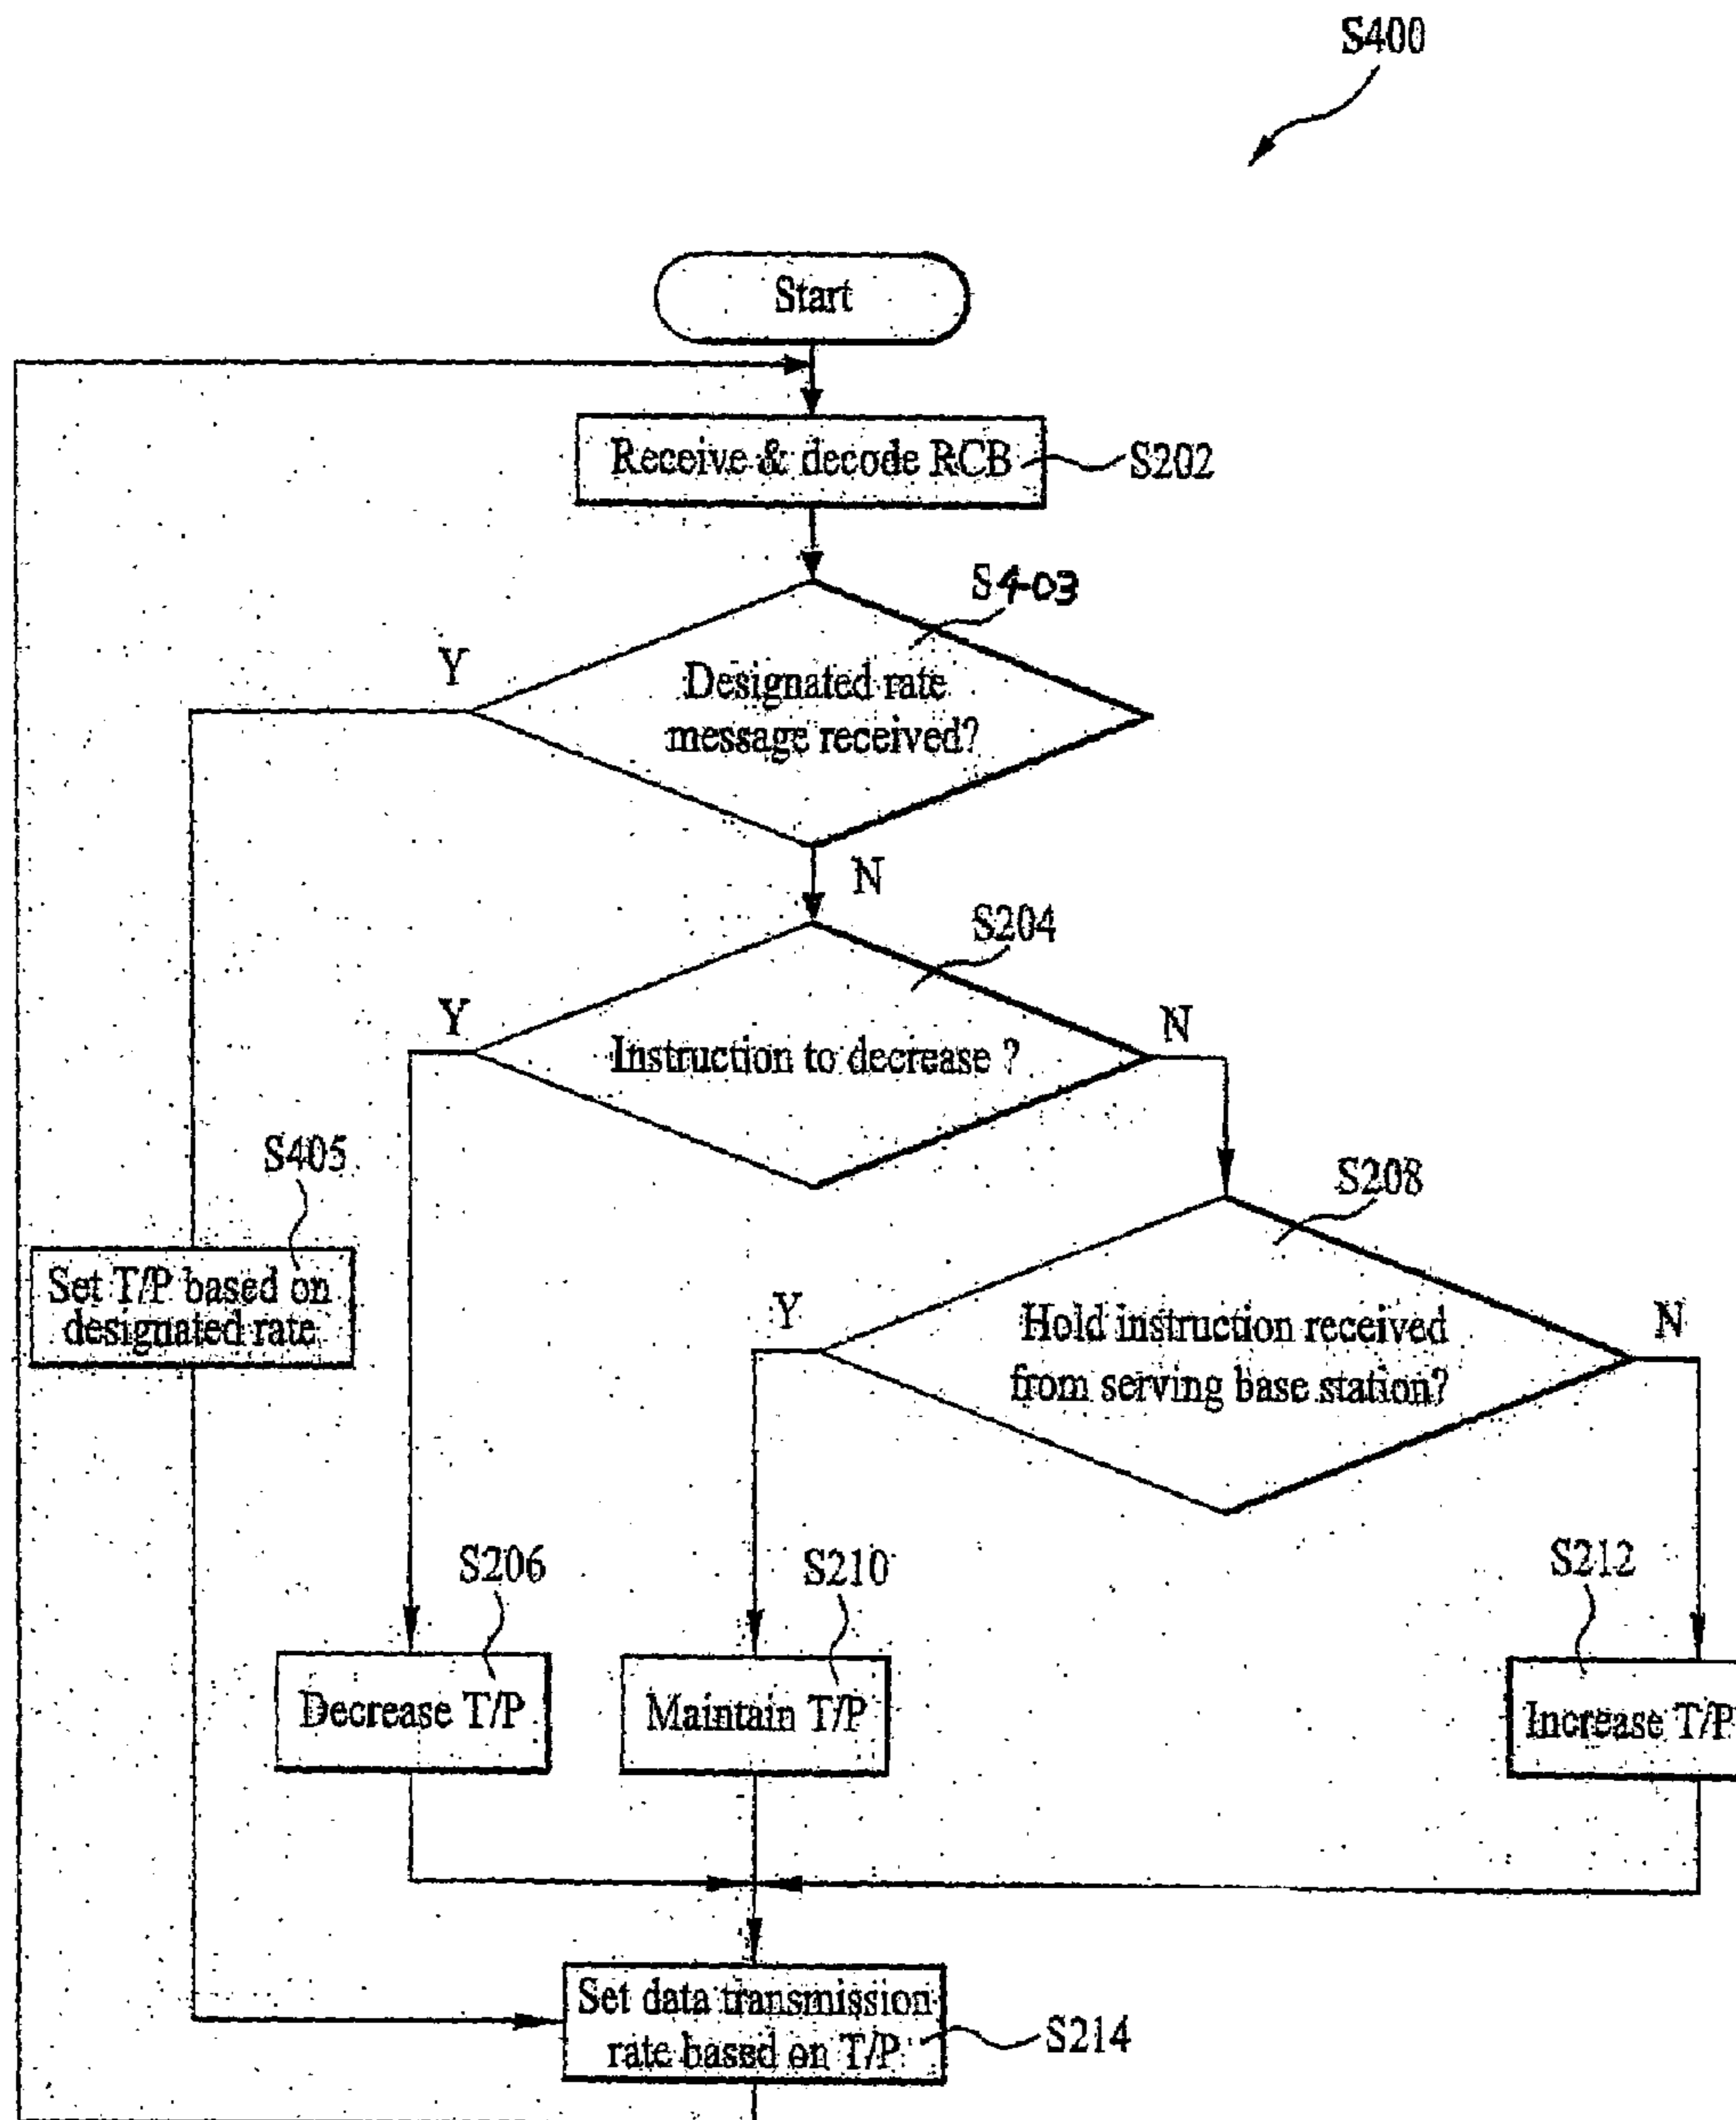 S400
Start
Receive & decode RCB
S202
S403
Y
Designated rate
message received?
N
S204
Y
Instruction to decrease ?
N
S405
S208
Set T/P based on
designated rate
Y
Hold instruction received
from serving base station?
N
S206
S210
S212
Decrease T/P
Maintain T/P
Increase T/P
Set data transmission
rate based on T/P
S214